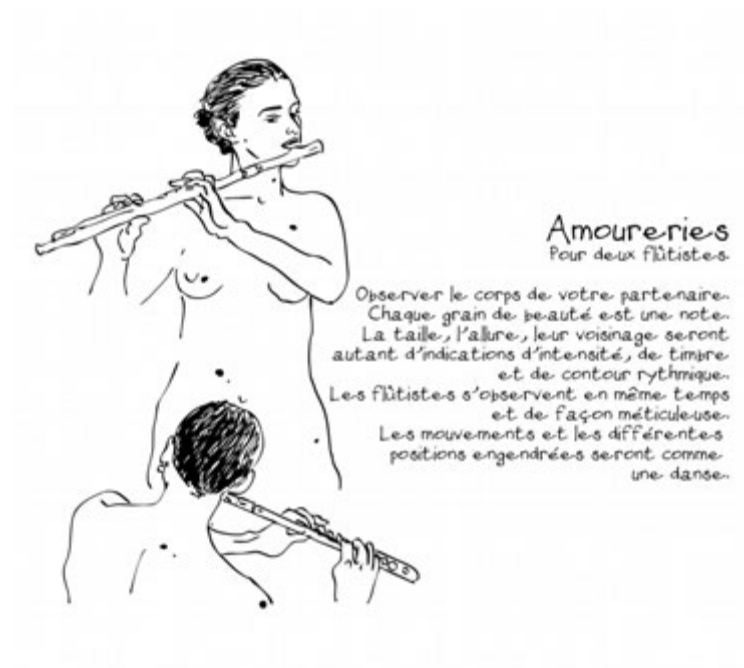 Amoureries
Pour deux flûtistes.
Observer le corps de votre partenaire.
Chaque grain de beauté est une note.
La taille, l'allure, leur voisinage seront
autant d'indications d'intensité, de timbre
et de contour rythmique.
Les flûtistes s'observent en même temps
et de façon méticuleuse.
Les mouvements et les différentes
positions engendrées seront comme
une danse.